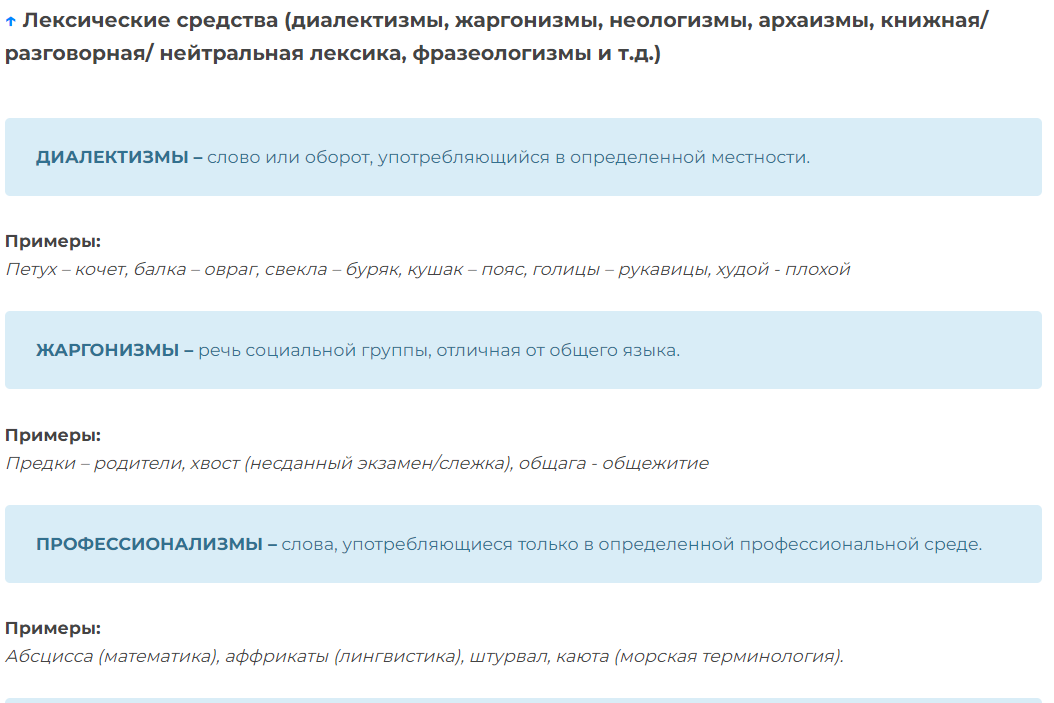 ↑ Лексические средства (диалектизмы, жаргонизмы, неологизмы, архаизмы, книжная/
разговорная/ нейтральная лексика, фразеологизмы и т.д.)
ДИАЛЕКТИЗМЫ – слово или оборот, употребляющийся в определенной местности.
Примеры:
Петух – кочет, балка – овраг, свекла – буряк, кушак – пояс, голицы – рукавицы, худой - плохой
ЖАРГОНИЗМЫ – речь социальной группы, отличная от общего языка.
Примеры:
Предки – родители, хвост (несданный экзамен/слежка), общага - общежитие
ПРОФЕССИОНАЛИЗМЫ – слова, употребляющиеся только в определенной профессиональной среде.
Примеры:
Абсцисса (математика), аффрикаты (лингвистика), штурвал, каюта (морская терминология).